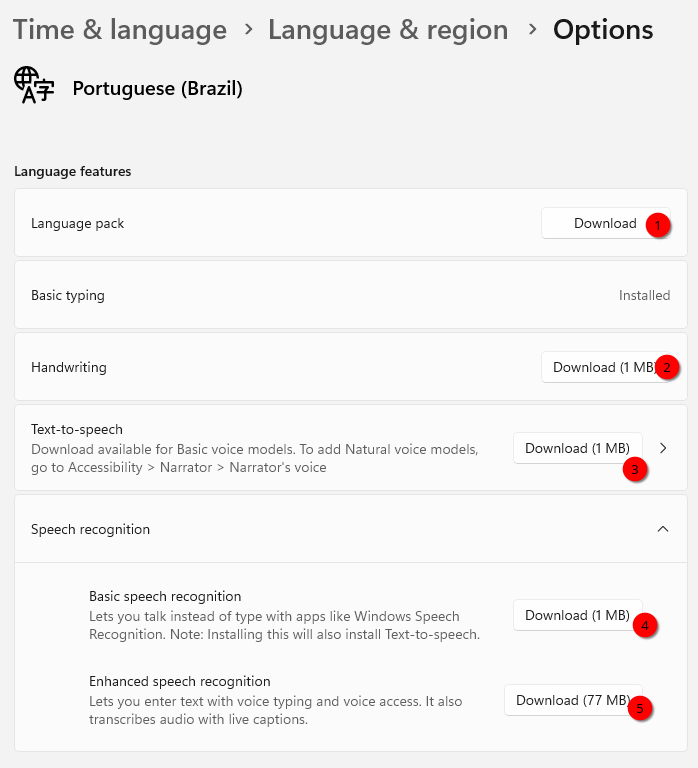 Time & language > Language & region > Options
Portuguese (Brazil)
Language features
Language pack
Download 1
Basic typing
Installed
Handwriting
Download (1 MB) 2
Text-to-speech
Download available for Basic voice models. To add Natural voice models,
go to Accessibility > Narrator > Narrator's voice
Download (1 MB)
3
Speech recognition
Basic speech recognition
Lets you talk instead of type with apps like Windows Speech
Recognition. Note: Installing this will also install Text-to-speech.
Download (1 MB)
4
Enhanced speech recognition
Lets you enter text with voice typing and voice access. It also
transcribes audio with live captions.
Download (77 MB)
5